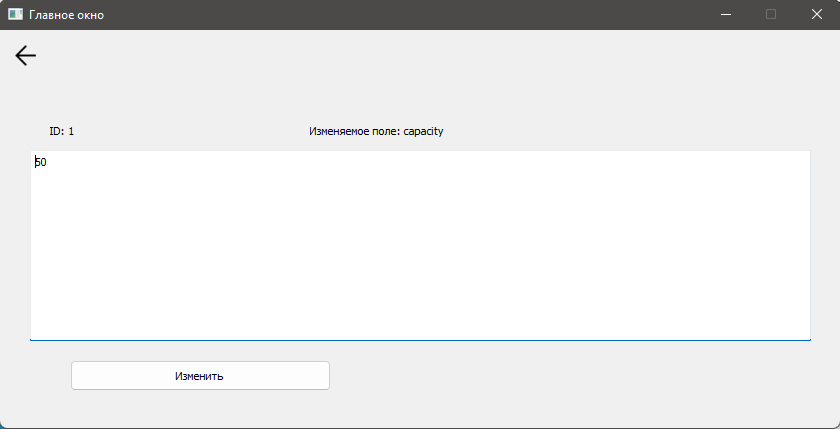 Главное окно
ID: 1
Изменяемое поле: capacity
50
Изменить